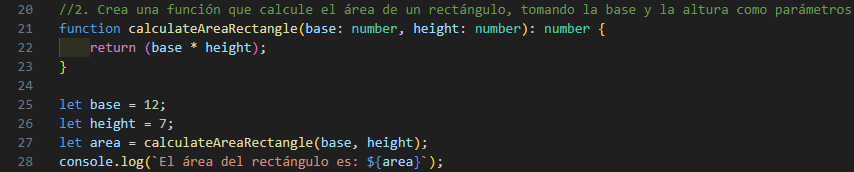 20 //2. Crea una función que calcule el área de un rectángulo, tomando la base y la altura como parámetros
21 function calculateAreaRectangle(base: number, height: number): number {
22     return (base * height);
23 }
24
25 let base = 12;
26 let height = 7;
27 let area = calculateAreaRectangle(base, height);
28 console.log(`El área del rectángulo es: ${area}`);